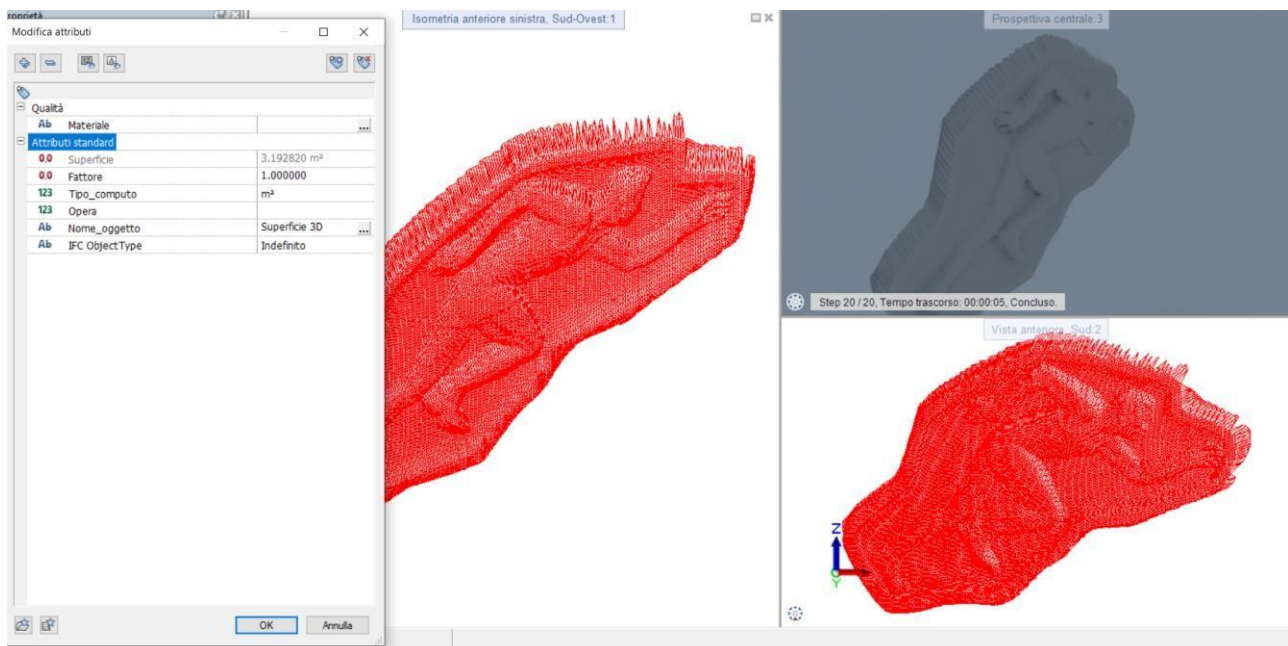 roprietà
Modifica attributi
Qualità
Ab Materiale ...
Attributi standard
0,0 Superficie 3.192820 m²
0,0 Fattore 1.000000
123 Tipo_computo m²
123 Opera
Ab Nome_oggetto Superficie 3D ...
Ab IFC ObjectType Indefinito
OK Annulla
Isometria anteriore sinistra, Sud-Ovest:1
Prospettiva centrale:3
Step 20 / 20, Tempo trascorso: 00:00:05, Concluso.
Vista anteriore, Sud:2
Z
Y